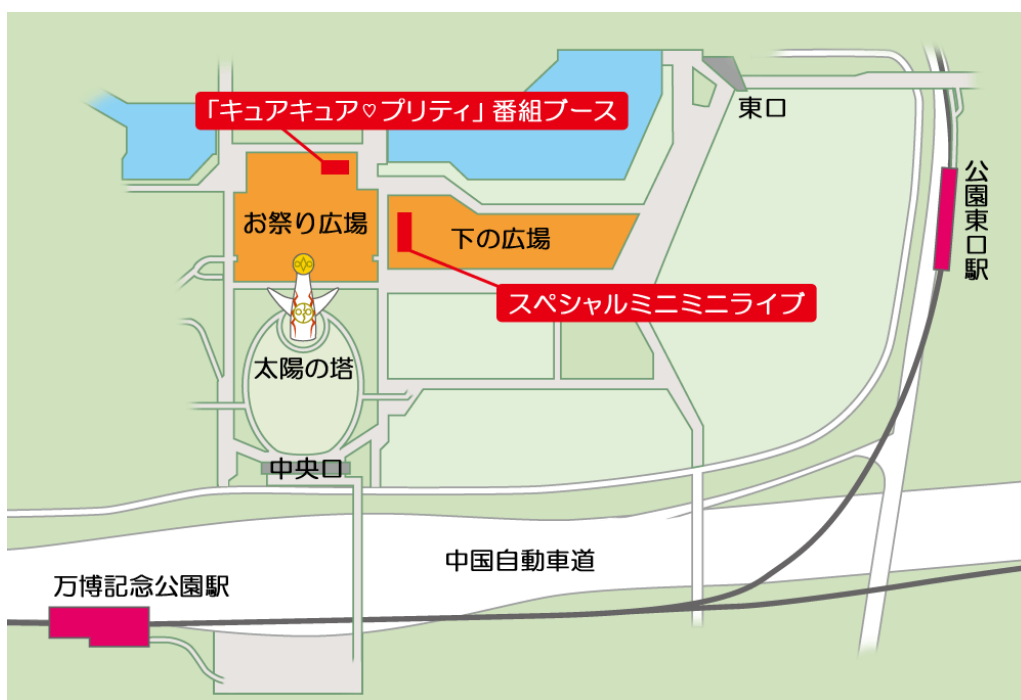 「キュアキュア♡プリティ」番組ブース
東口
公園東口駅
お祭り広場
下の広場
スペシャルミニミニライブ
太陽の塔
中央口
中国自動車道
万博記念公園駅